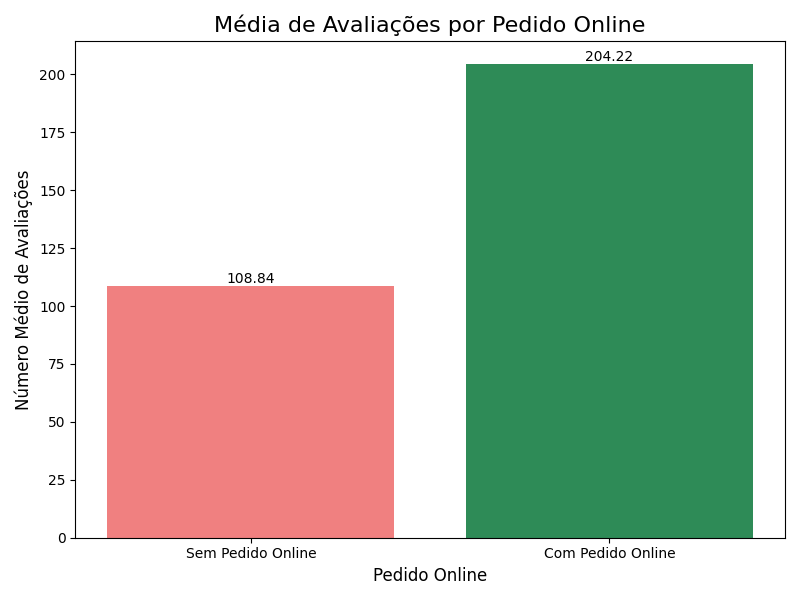 Média de Avaliações por Pedido Online
Número Médio de Avaliações
200
175
150
125
100
75
50
25
0
108.84
204.22
Sem Pedido Online
Com Pedido Online
Pedido Online